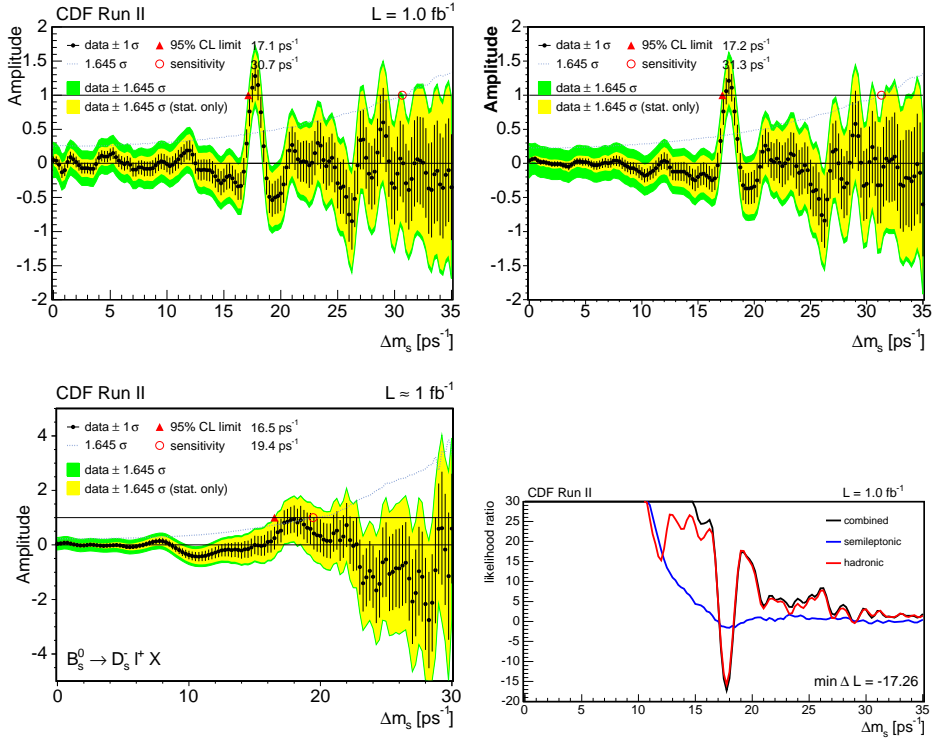 CDF Run II L = 1.0 fb⁻¹
Amplitude
data ± 1 σ 95% CL limit 17.1 ps⁻¹
1.645 σ sensitivity 30.7 ps⁻¹
data ± 1.645 σ
data ± 1.645 σ (stat. only)
2
1.5
1
0.5
0
-0.5
-1
-1.5
-2
0 5 10 15 20 25 30 35
Δmₛ [ps⁻¹]
Amplitude
data ± 1 σ 95% CL limit 17.2 ps⁻¹
1.645 σ sensitivity 31.3 ps⁻¹
data ± 1.645 σ
data ± 1.645 σ (stat. only)
2
1.5
1
0.5
0
-0.5
-1
-1.5
-2
0 5 10 15 20 25 30 35
Δmₛ [ps⁻¹]
CDF Run II L ≈ 1 fb⁻¹
Amplitude
data ± 1 σ 95% CL limit 16.5 ps⁻¹
1.645 σ sensitivity 19.4 ps⁻¹
data ± 1.645 σ
data ± 1.645 σ (stat. only)
4
2
0
-2
-4
B⁰ₛ → D⁻ₛ l⁺ X
0 10 20 30
Δmₛ [ps⁻¹]
CDF Run II L = 1.0 fb⁻¹
likelihood ratio
combined
semileptonic
hadronic
30
25
20
15
10
5
0
-5
-10
-15
-20
min Δ L = -17.26
0 5 10 15 20 25 30 35
Δmₛ [ps⁻¹]